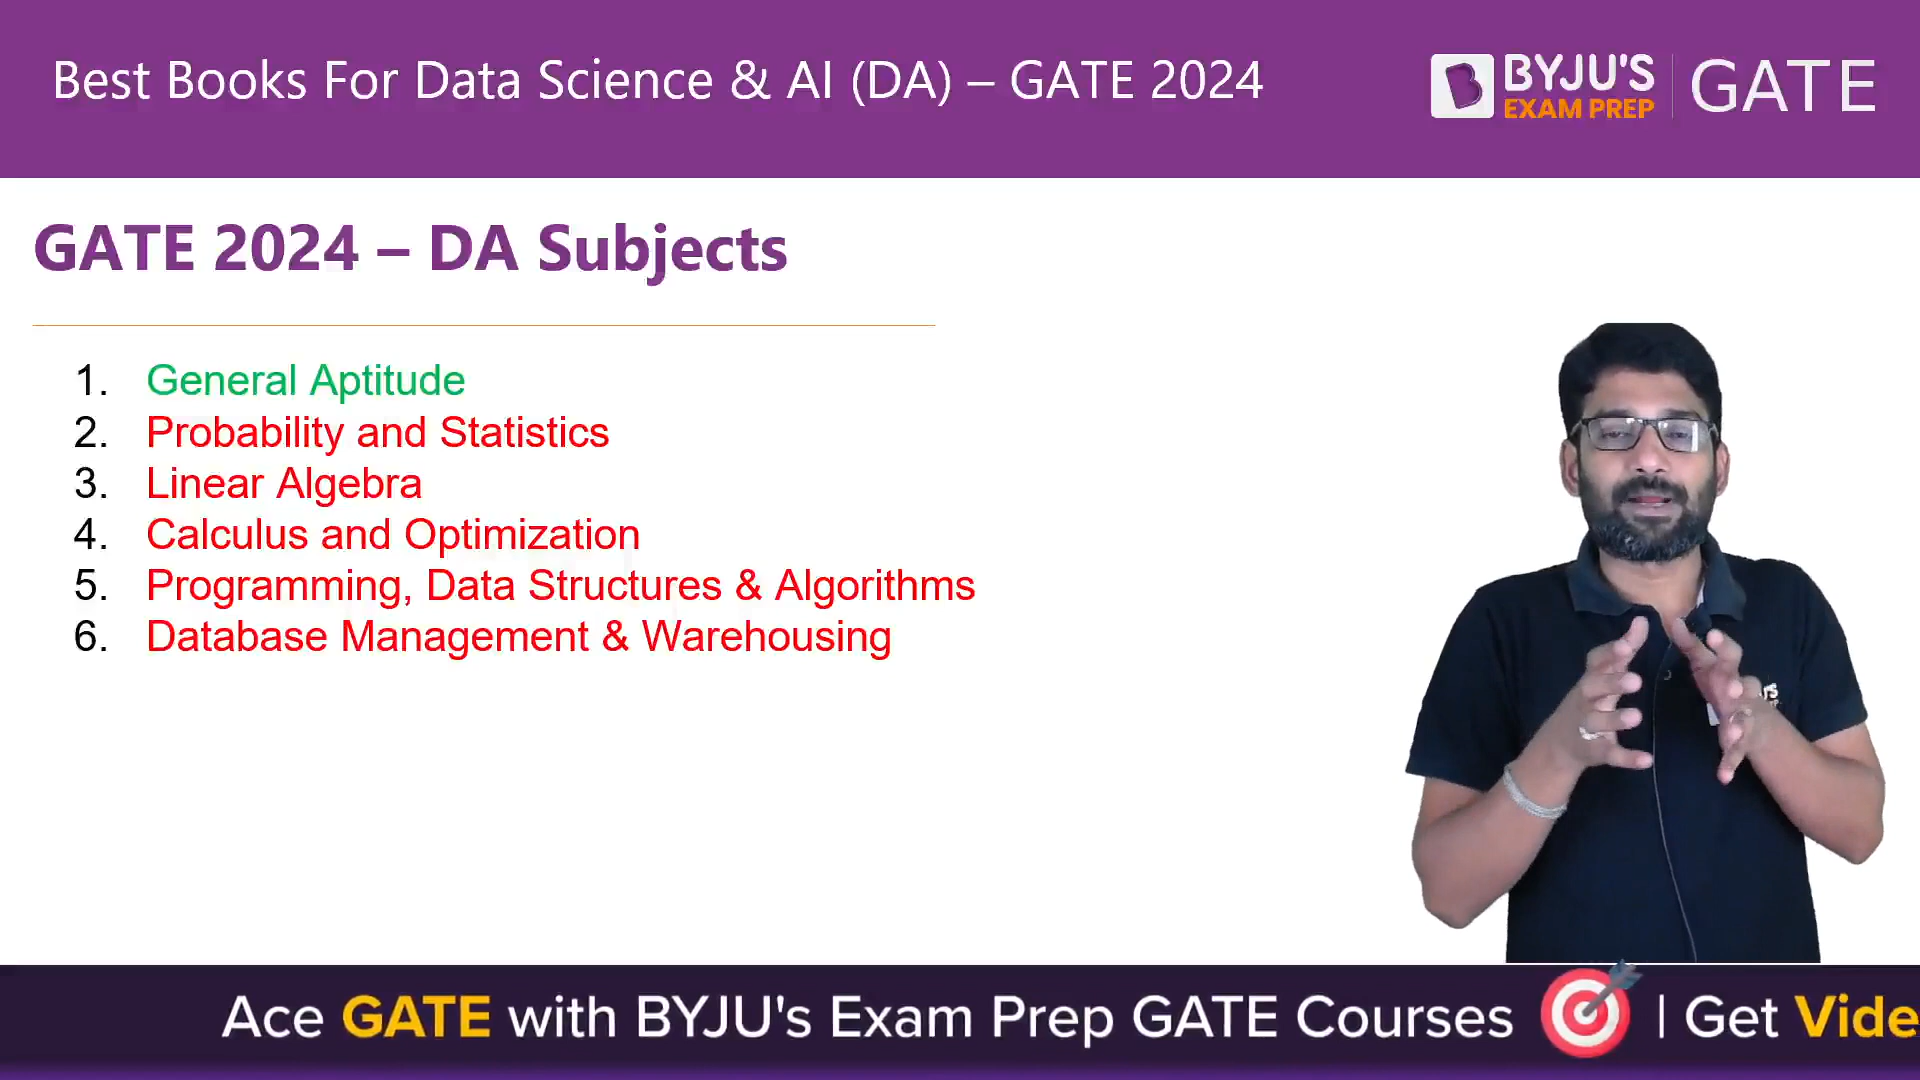 Best Books For Data Science & AI (DA) – GATE 2024
BYJU'S
EXAM PREP
GATE
GATE 2024 – DA Subjects
1. General Aptitude
2. Probability and Statistics
3. Linear Algebra
4. Calculus and Optimization
5. Programming, Data Structures & Algorithms
6. Database Management & Warehousing
Ace GATE with BYJU's Exam Prep GATE Courses | Get Vide